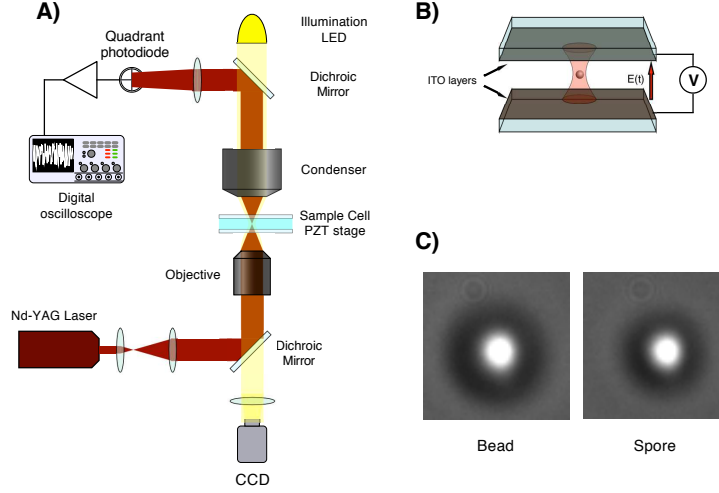 A)
Illumination
LED
Quadrant
photodiode
Dichroic
Mirror
Digital
oscilloscope
Condenser
Sample Cell
PZT stage
Objective
Nd-YAG Laser
Dichroic
Mirror
CCD
B)
ITO layers
E(t)
V
C)
Bead
Spore